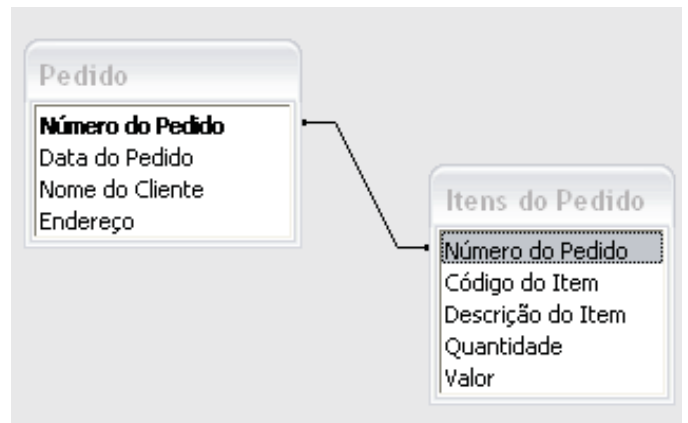 Pedido
Número do Pedido
Data do Pedido
Nome do Cliente
Endereço
Itens do Pedido
Número do Pedido
Código do Item
Descrição do Item
Quantidade
Valor